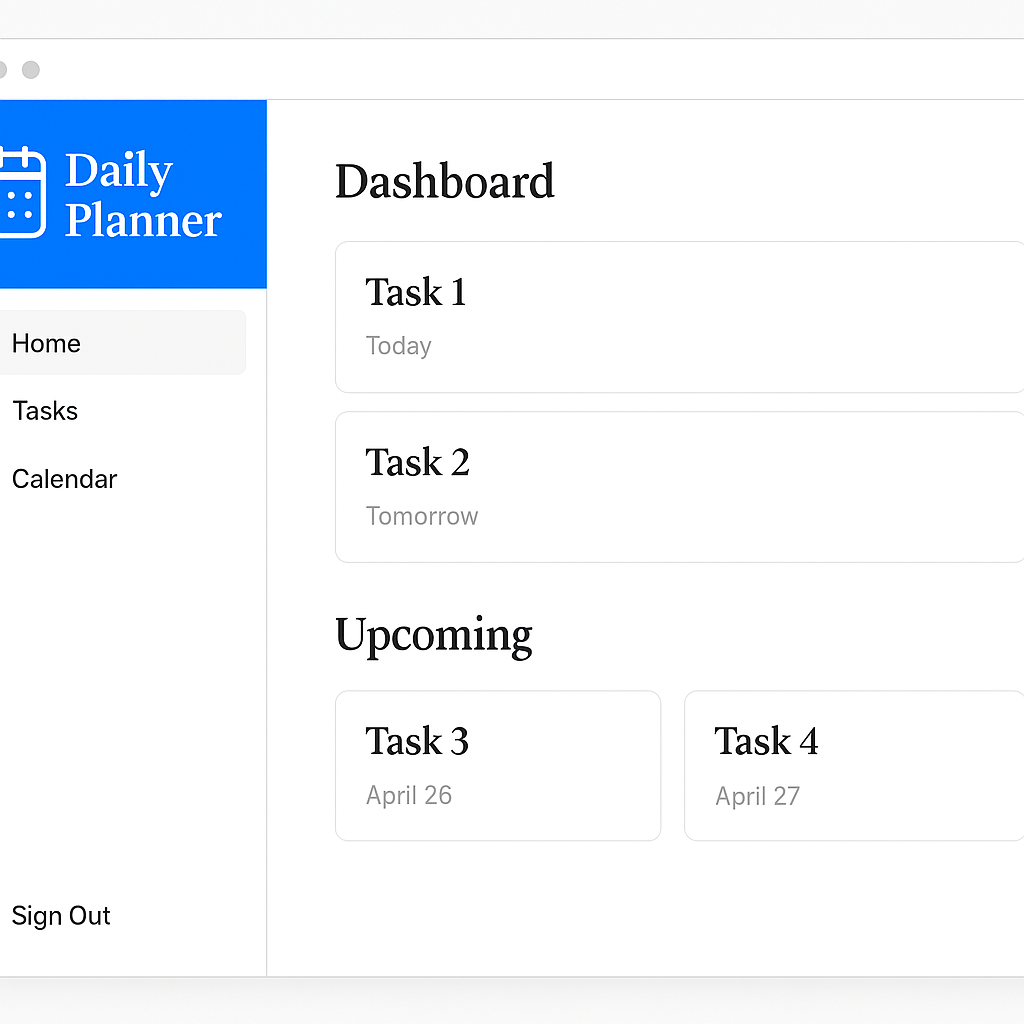 Daily
Planner
Home
Tasks
Calendar
Sign Out
Dashboard
Task 1
Today
Task 2
Tomorrow
Upcoming
Task 3
April 26
Task 4
April 27